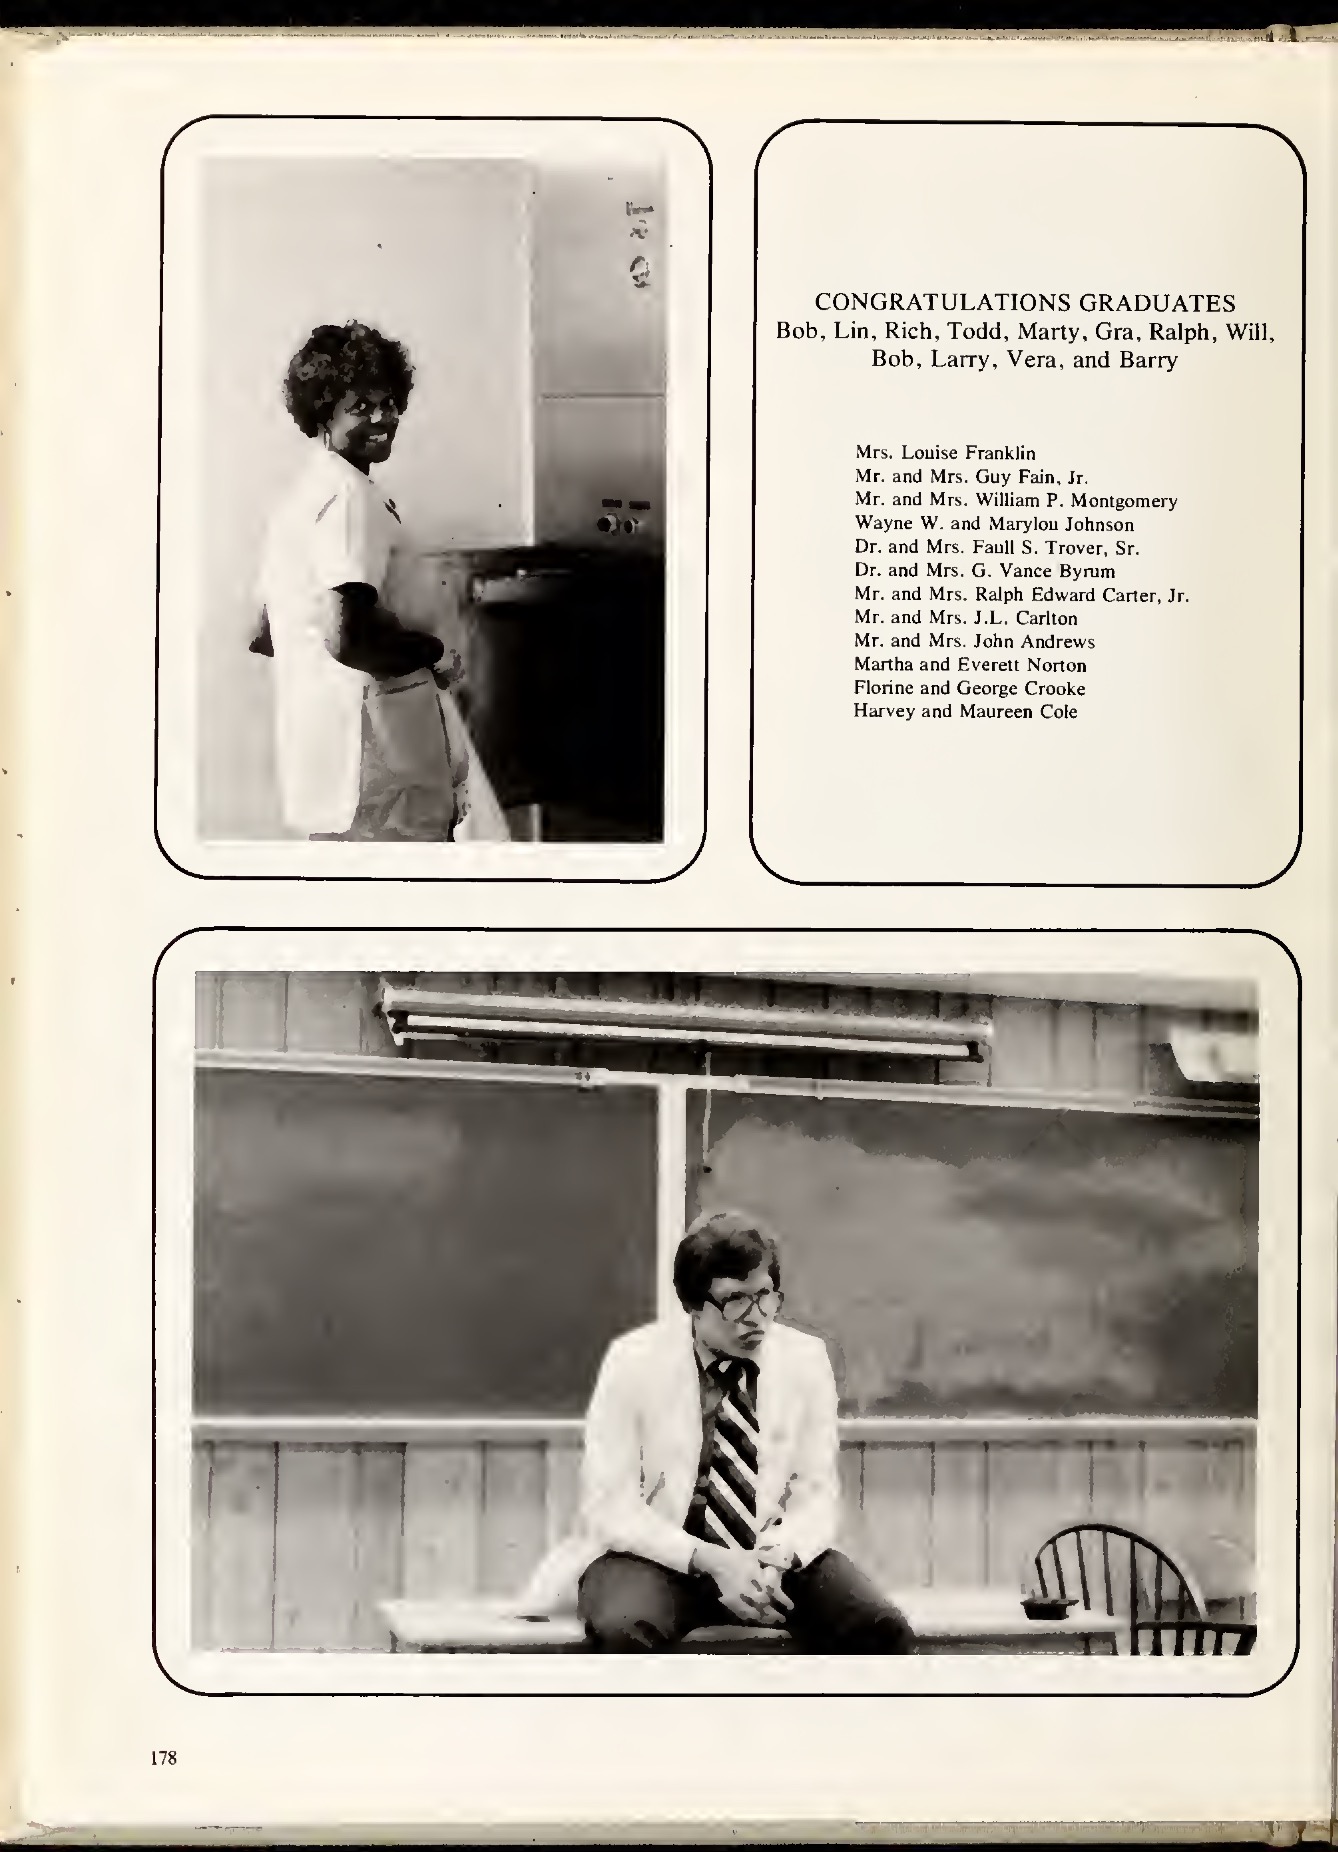 CONGRATULATIONS GRADUATES
Bob, Lin, Rich, Todd, Marty, Gra, Ralph, Will,
Bob, Larry, Vera, and Barry
Mrs. Louise Franklin
Mr. and Mrs. Guy Fain, Jr.
Mr. and Mrs. William P. Montgomery
Wayne W. and Marylou Johnson
Dr. and Mrs. Faull S. Trover, Sr.
Dr. and Mrs. G. Vance Byrum
Mr. and Mrs. Ralph Edward Carter, Jr.
Mr. and Mrs. J.L. Carlton
Mr. and Mrs. John Andrews
Martha and Everett Norton
Florine and George Crooke
Harvey and Maureen Cole
178